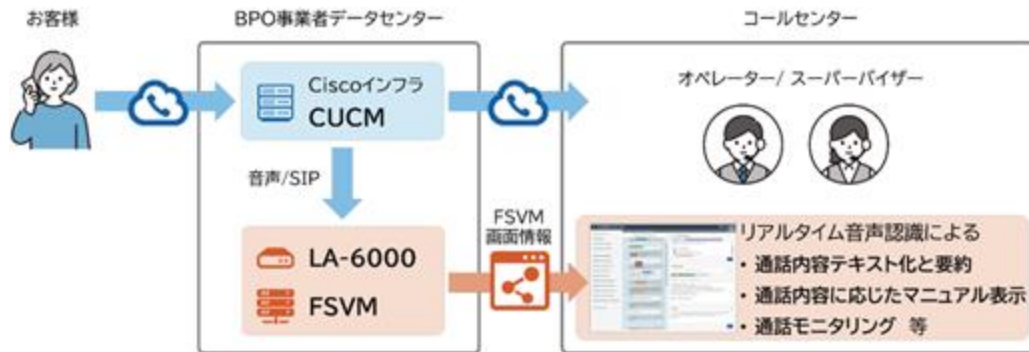 お客様
BPO事業者データセンター
Ciscoインフラ
CUCM
音声/SIP
LA-6000
FSVM
FSVM
画面情報
コールセンター
オペレーター/ スーパーバイザー
リアルタイム音声認識による
・通話内容テキスト化と要約
・通話内容に応じたマニュアル表示
・通話モニタリング 等